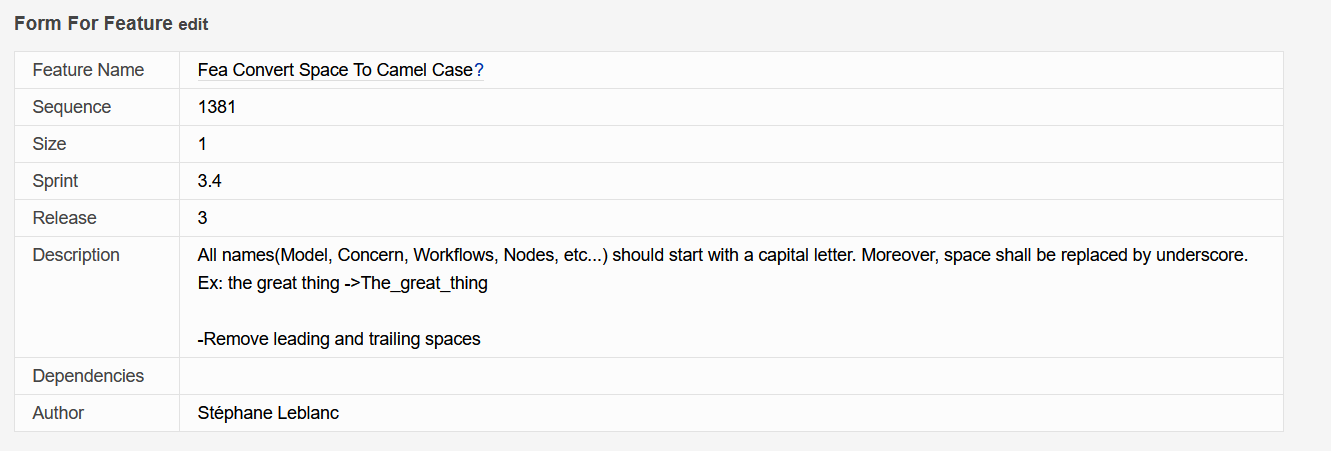 Form For Feature edit
Feature Name Fea Convert Space To Camel Case?
Sequence 1381
Size 1
Sprint 3.4
Release 3
Description All names(Model, Concern, Workflows, Nodes, etc...) should start with a capital letter. Moreover, space shall be replaced by underscore.
Ex: the great thing ->The_great_thing
-Remove leading and trailing spaces
Dependencies
Author Stéphane Leblanc